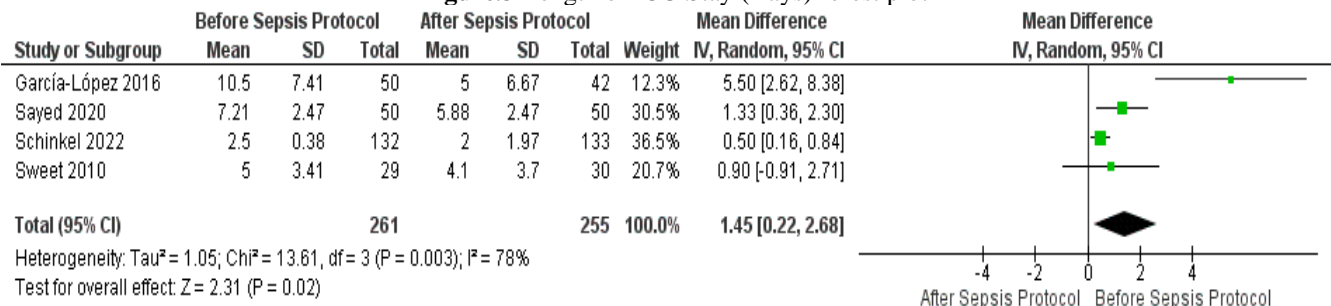 Before Sepsis Protocol After Sepsis Protocol Mean Difference Mean Difference
Study or Subgroup Mean SD Total Mean SD Total Weight IV, Random, 95% CI IV, Random, 95% CI
García-López 2016 10.5 7.41 50 5 6.67 42 12.3% 5.50 [2.62, 8.38]
Sayed 2020 7.21 2.47 50 5.88 2.47 50 30.5% 1.33 [0.36, 2.30]
Schinkel 2022 2.5 0.38 132 2 1.97 133 36.5% 0.50 [0.16, 0.84]
Sweet 2010 5 3.41 29 4.1 3.7 30 20.7% 0.90 [-0.91, 2.71]
Total (95% CI) 261 255 100.0% 1.45 [0.22, 2.68]
Heterogeneity: Tau² = 1.05; Chi² = 13.61, df = 3 (P = 0.003); I² = 78%
Test for overall effect: Z = 2.31 (P = 0.02)
-4 -2 0 2 4
After Sepsis Protocol Before Sepsis Protocol